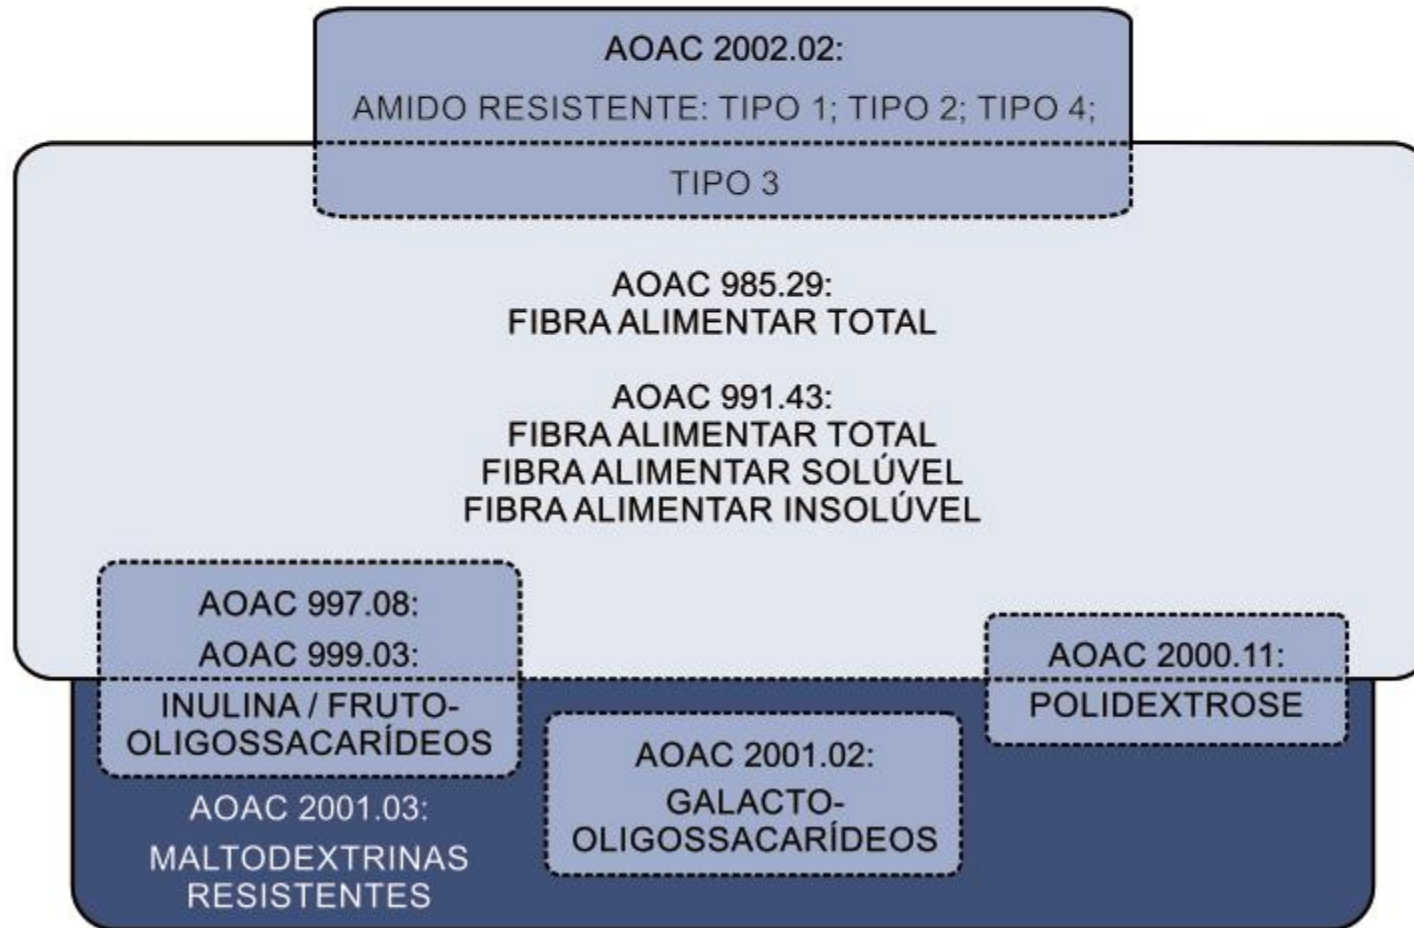 AOAC 2002.02:
AMIDO RESISTENTE: TIPO 1; TIPO 2; TIPO 4;
TIPO 3
AOAC 985.29:
FIBRA ALIMENTAR TOTAL
AOAC 991.43:
FIBRA ALIMENTAR TOTAL
FIBRA ALIMENTAR SOLÚVEL
FIBRA ALIMENTAR INSOLÚVEL
AOAC 997.08:
AOAC 999.03:
INULINA / FRUTO-
OLIGOSSACARÍDEOS
AOAC 2000.11:
POLIDEXTROSE
AOAC 2001.02:
GALACTO-
OLIGOSSACARÍDEOS
AOAC 2001.03:
MALTODEXTRINAS
RESISTENTES